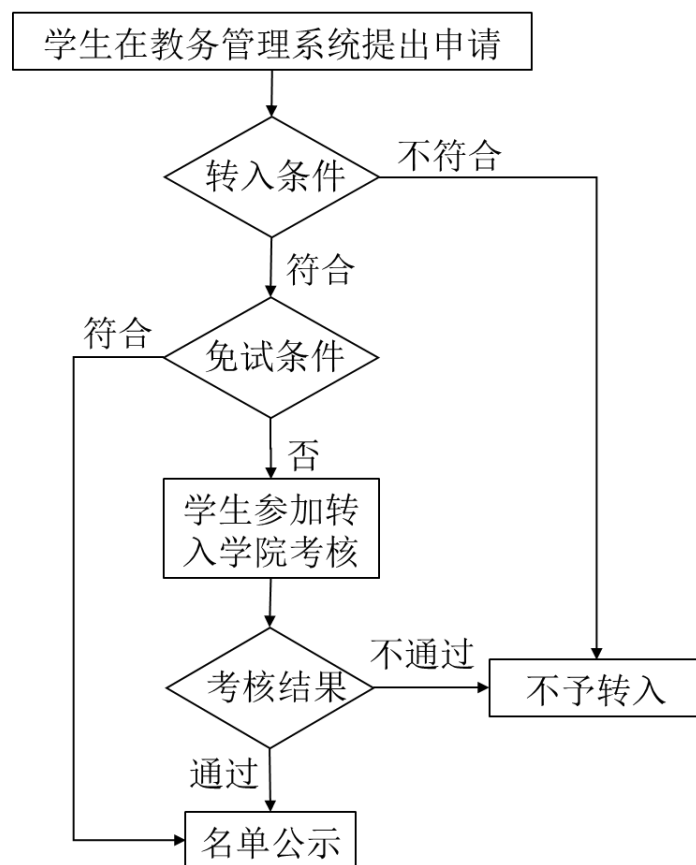 学生在教务管理系统提出申请
转入条件
不符合
符合
符合
免试条件
否
学生参加转
入学院考核
考核结果
不通过
不予转入
通过
名单公示